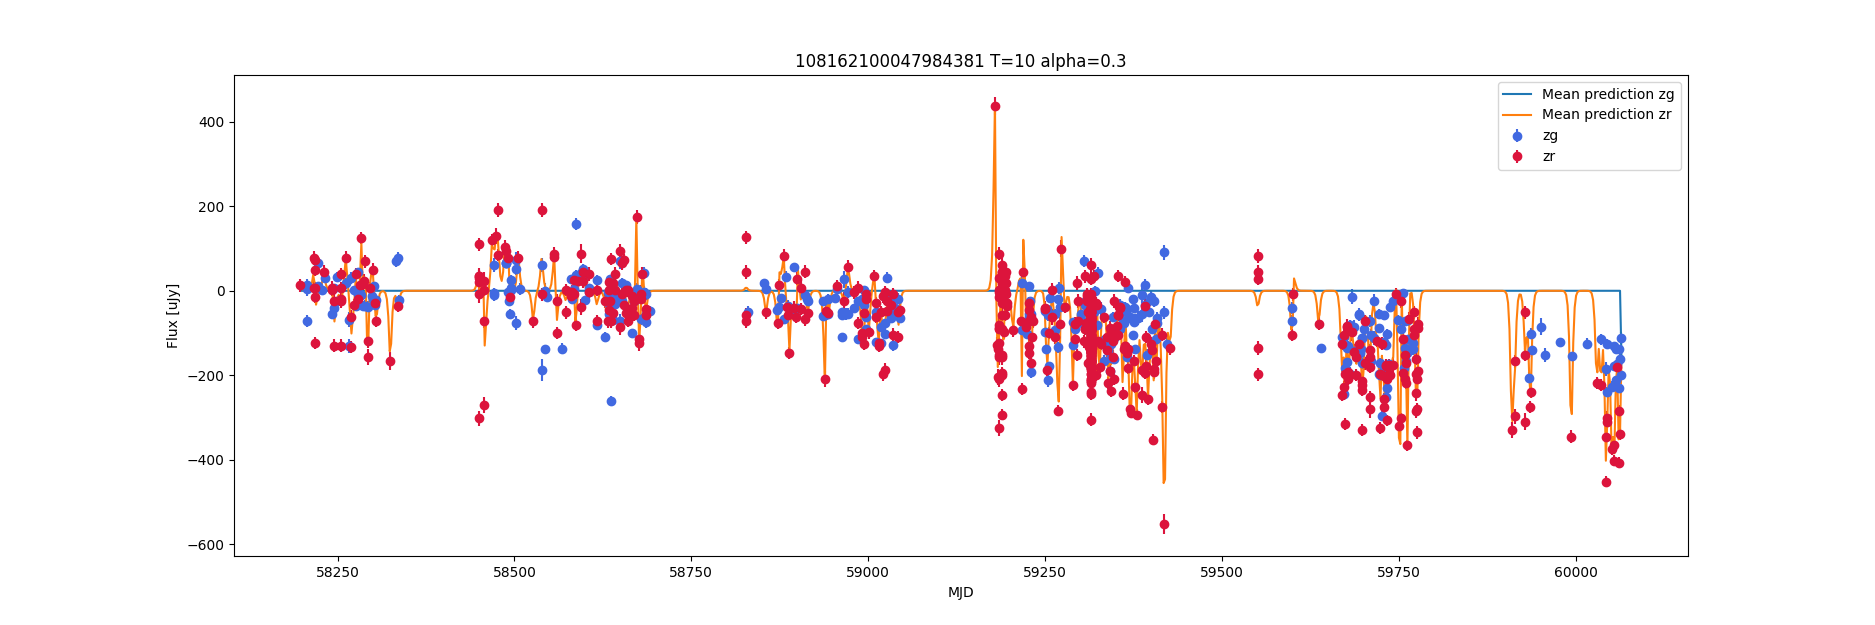 108162100047984381 T=10 alpha=0.3
Mean prediction zg
Mean prediction zr
zg
zr
Flux [uJy]
400
200
0
−200
−400
−600
58250 58500 58750 59000 59250 59500 59750 60000
MJD